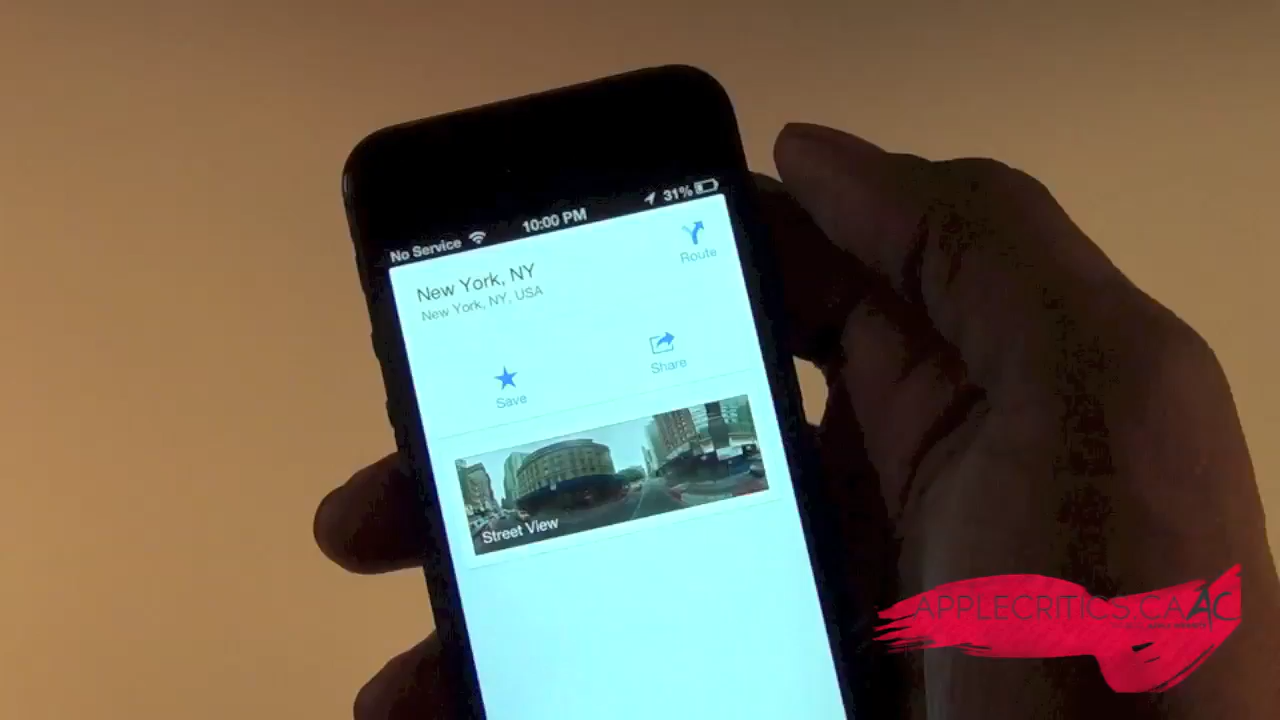 No Service 10:00 PM 31%
New York, NY
New York, NY, USA
Route
Save
Share
Street View
APPLECRITICS.CA AC